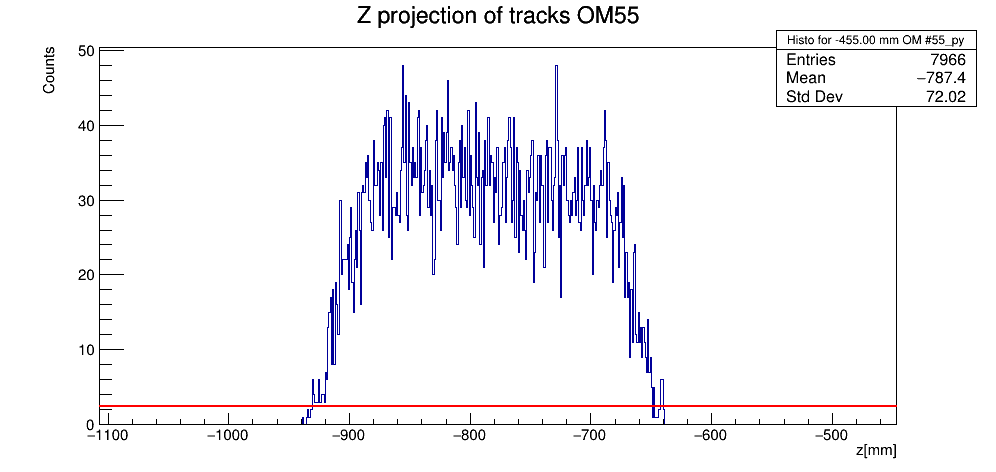 Z projection of tracks OM55
Histo for -455.00 mm OM #55_py
Entries 7966
Mean −787.4
Std Dev 72.02
Counts
50
40
30
20
10
0
−1100 −1000 −900 −800 −700 −600 −500
z[mm]